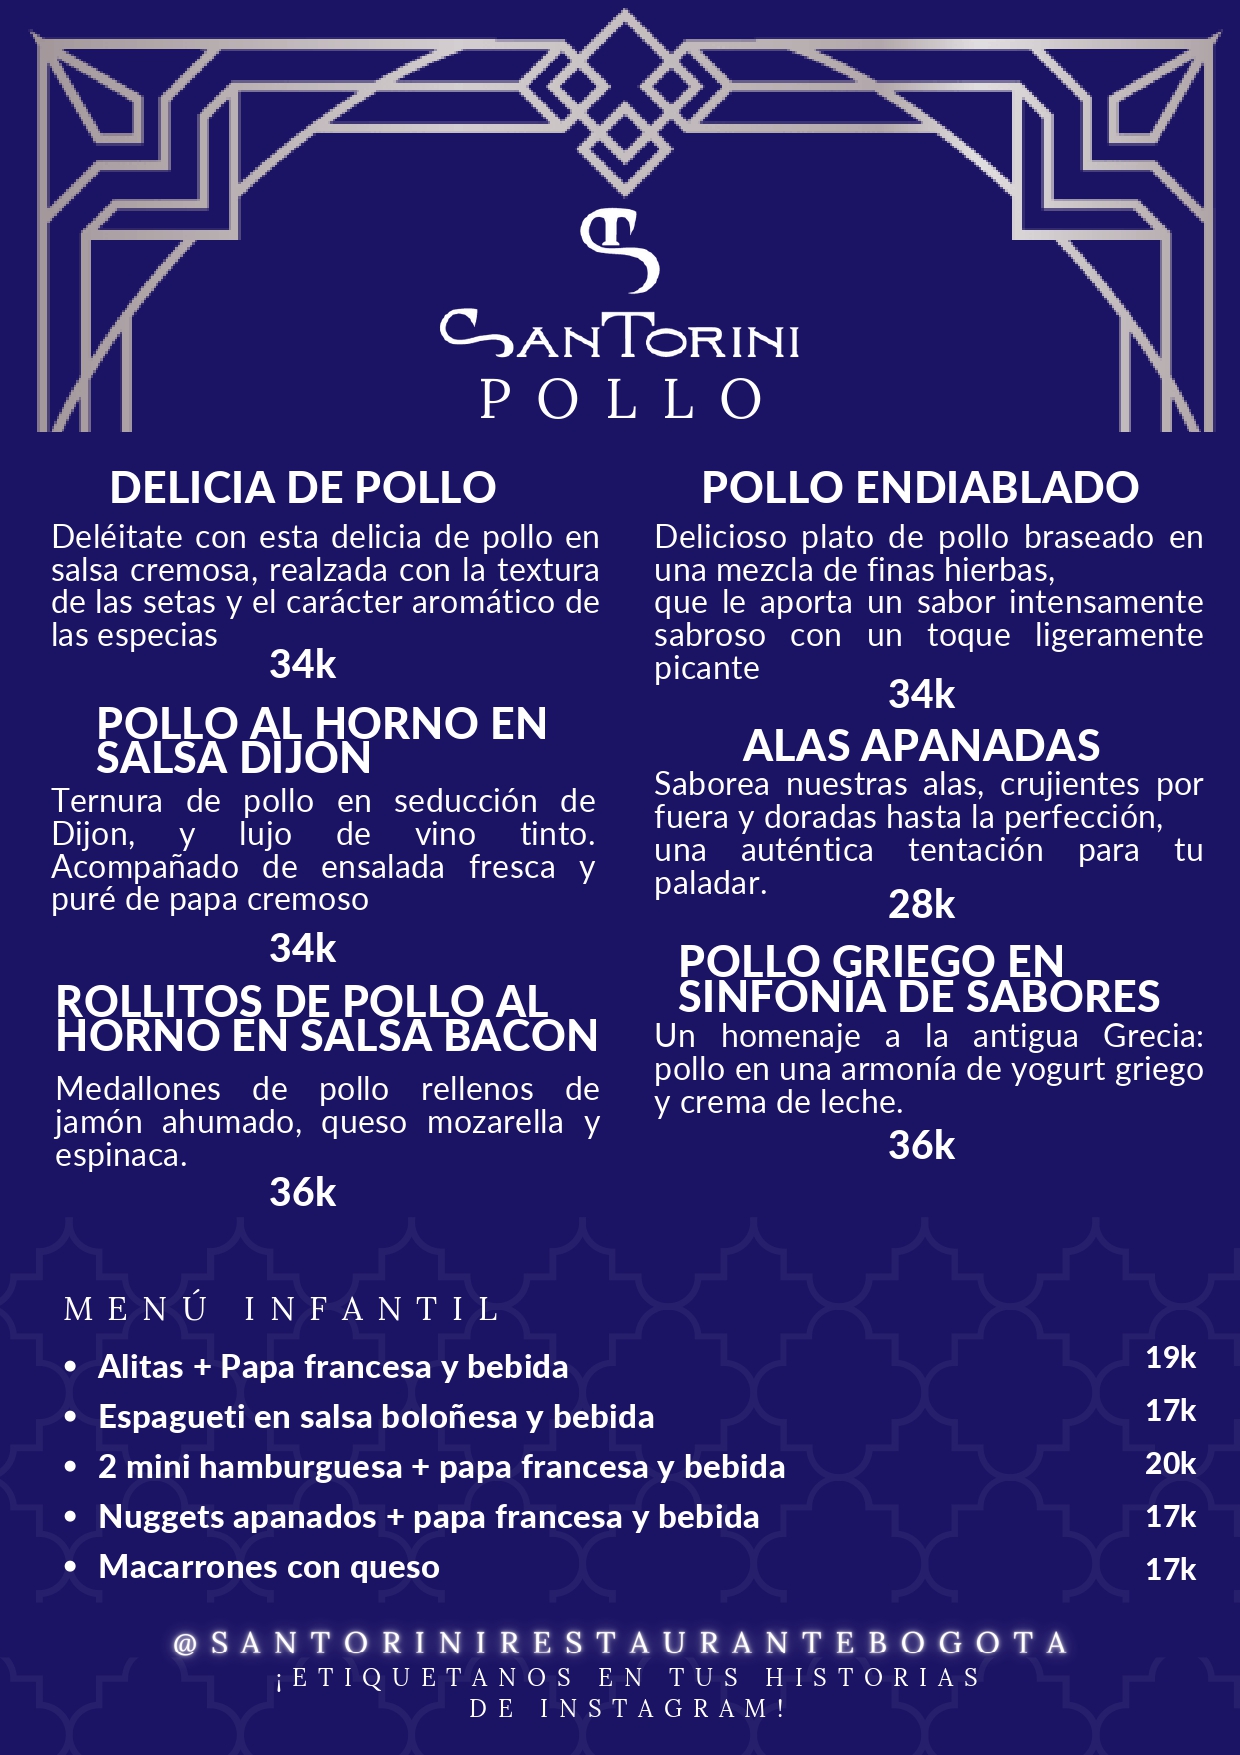 SANTORINI
POLLO
DELICIA DE POLLO
Deléitate con esta delicia de pollo en
salsa cremosa, realzada con la textura
de las setas y el carácter aromático de
las especias
34k
POLLO AL HORNO EN
SALSA DIJON
Ternura de pollo en seducción de
Dijon, y lujo de vino tinto.
Acompañado de ensalada fresca y
puré de papa cremoso
34k
ROLLITOS DE POLLO AL
HORNO EN SALSA BACON
Medallones de pollo rellenos de
jamón ahumado, queso mozarella y
espinaca.
36k
POLLO ENDIABLADO
Delicioso plato de pollo braseado en
una mezcla de finas hierbas,
que le aporta un sabor intensamente
sabroso con un toque ligeramente
picante
34k
ALAS APANADAS
Saborea nuestras alas, crujientes por
fuera y doradas hasta la perfección,
una auténtica tentación para tu
paladar.
28k
POLLO GRIEGO EN
SINFONÍA DE SABORES
Un homenaje a la antigua Grecia:
pollo en una armonía de yogurt griego
y crema de leche.
36k
MENÚ INFANTIL
• Alitas + Papa francesa y bebida 19k
• Espagueti en salsa boloñesa y bebida 17k
• 2 mini hamburguesa + papa francesa y bebida 20k
• Nuggets apanados + papa francesa y bebida 17k
• Macarrones con queso 17k
@SANTORINIRESTAURANTEBOGOTA
¡ETIQUETANOS EN TUS HISTORIAS
DE INSTAGRAM!